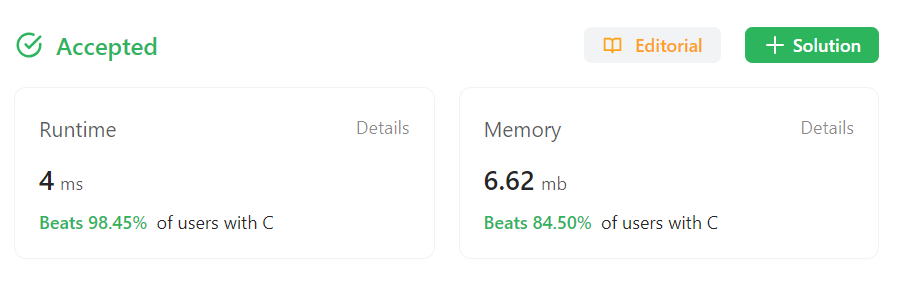 Accepted
Editorial
Solution
Runtime
Details
4 ms
Beats 98.45% of users with C
Memory
Details
6.62 mb
Beats 84.50% of users with C